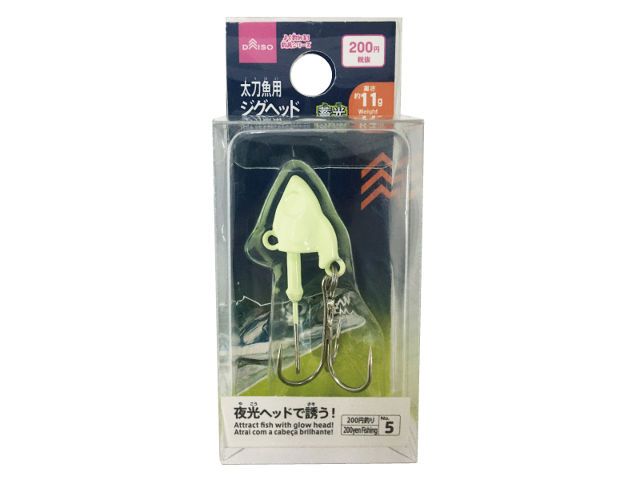 DAISO
200円
税抜
太刀魚用
ジグヘッド
蓄光
重さ
約11g
Weight
夜光ヘッドで誘う!
Attract fish with glow head!
Atrai com a cabeça brilhante!
200円釣り
200yen Fishing
No.
5